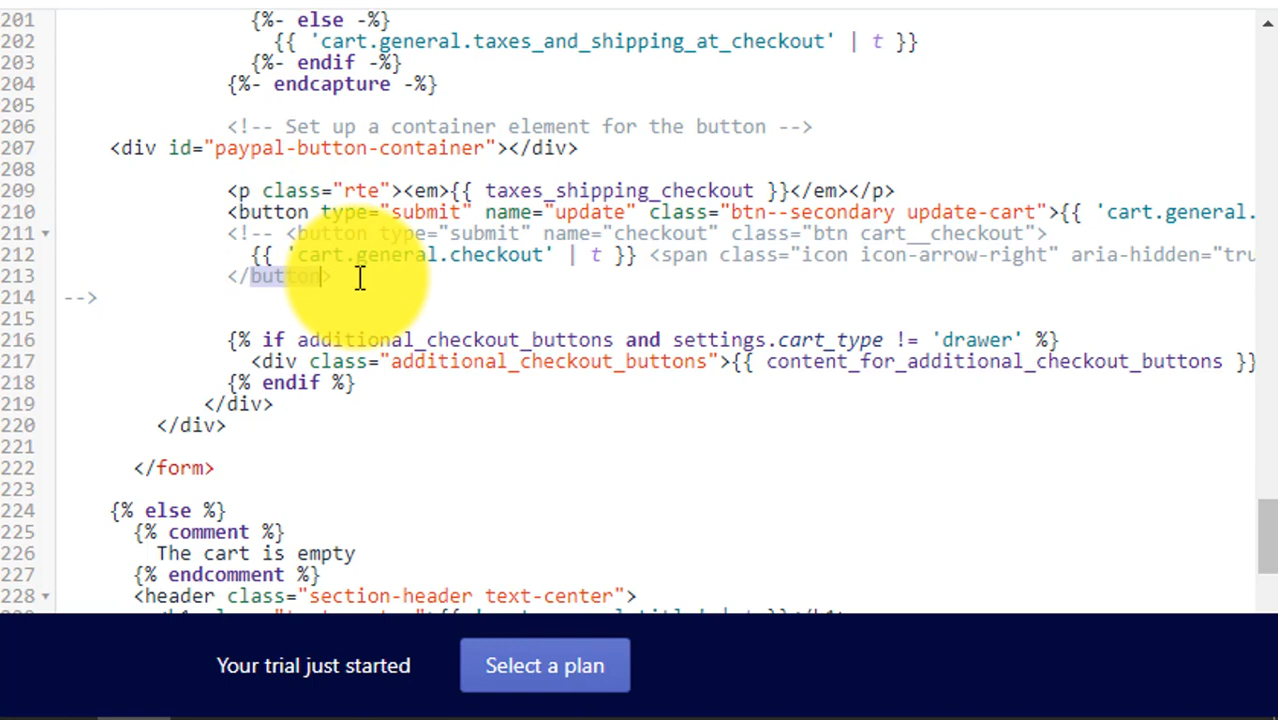 201 {%- else -%}
202 {{ 'cart.general.taxes_and_shipping_at_checkout' | t }}
203 {%- endif -%}
204 {%- endcapture -%}
205
206 <!-- Set up a container element for the button -->
207 <div id="paypal-button-container"></div>
208
209 <p class="rte"><em>{{ taxes_shipping_checkout }}</em></p>
210 <button type="submit" name="update" class="btn--secondary update-cart">{{ 'cart.general.
211 <!-- <button type="submit" name="checkout" class="btn cart__checkout">
212 {{ 'cart.general.checkout' | t }} <span class="icon icon-arrow-right" aria-hidden="tru
213 </button>
214 -->
215
216 {% if additional_checkout_buttons and settings.cart_type != 'drawer' %}
217 <div class="additional_checkout_buttons">{{ content_for_additional_checkout_buttons }}
218 {% endif %}
219 </div>
220 </div>
221
222 </form>
223
224 {% else %}
225 {% comment %}
226 The cart is empty
227 {% endcomment %}
228 <header class="section-header text-center">
Your trial just started
Select a plan